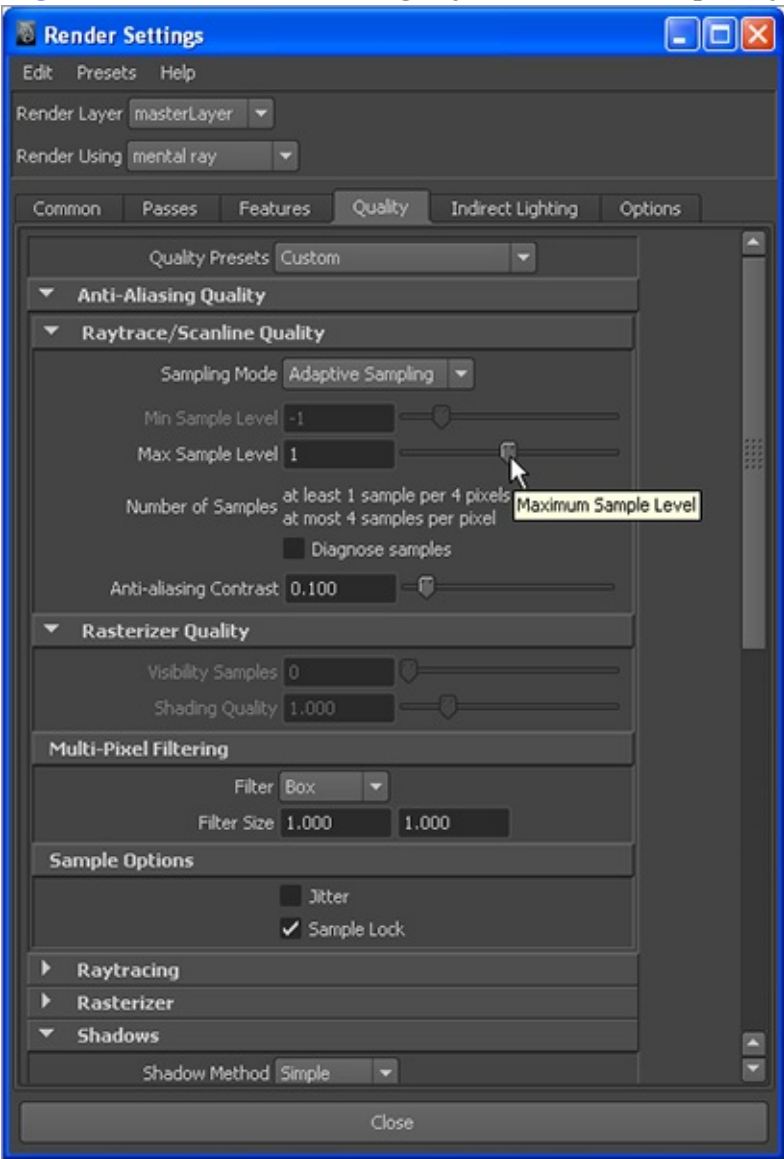 Render Settings
Edit Presets Help
Render Layer masterLayer
Render Using mental ray
Common Passes Features Quality Indirect Lighting Options
Quality Presets Custom
Anti-Aliasing Quality
Raytrace/Scanline Quality
Sampling Mode Adaptive Sampling
Min Sample Level -1
Max Sample Level 1
Number of Samples at least 1 sample per 4 pixels
at most 4 samples per pixel
Maximum Sample Level
Diagnose samples
Anti-aliasing Contrast 0.100
Rasterizer Quality
Visibility Samples 0
Shading Quality 1.000
Multi-Pixel Filtering
Filter Box
Filter Size 1.000 1.000
Sample Options
Jitter
Sample Lock
Raytracing
Rasterizer
Shadows
Shadow Method Simple
Close